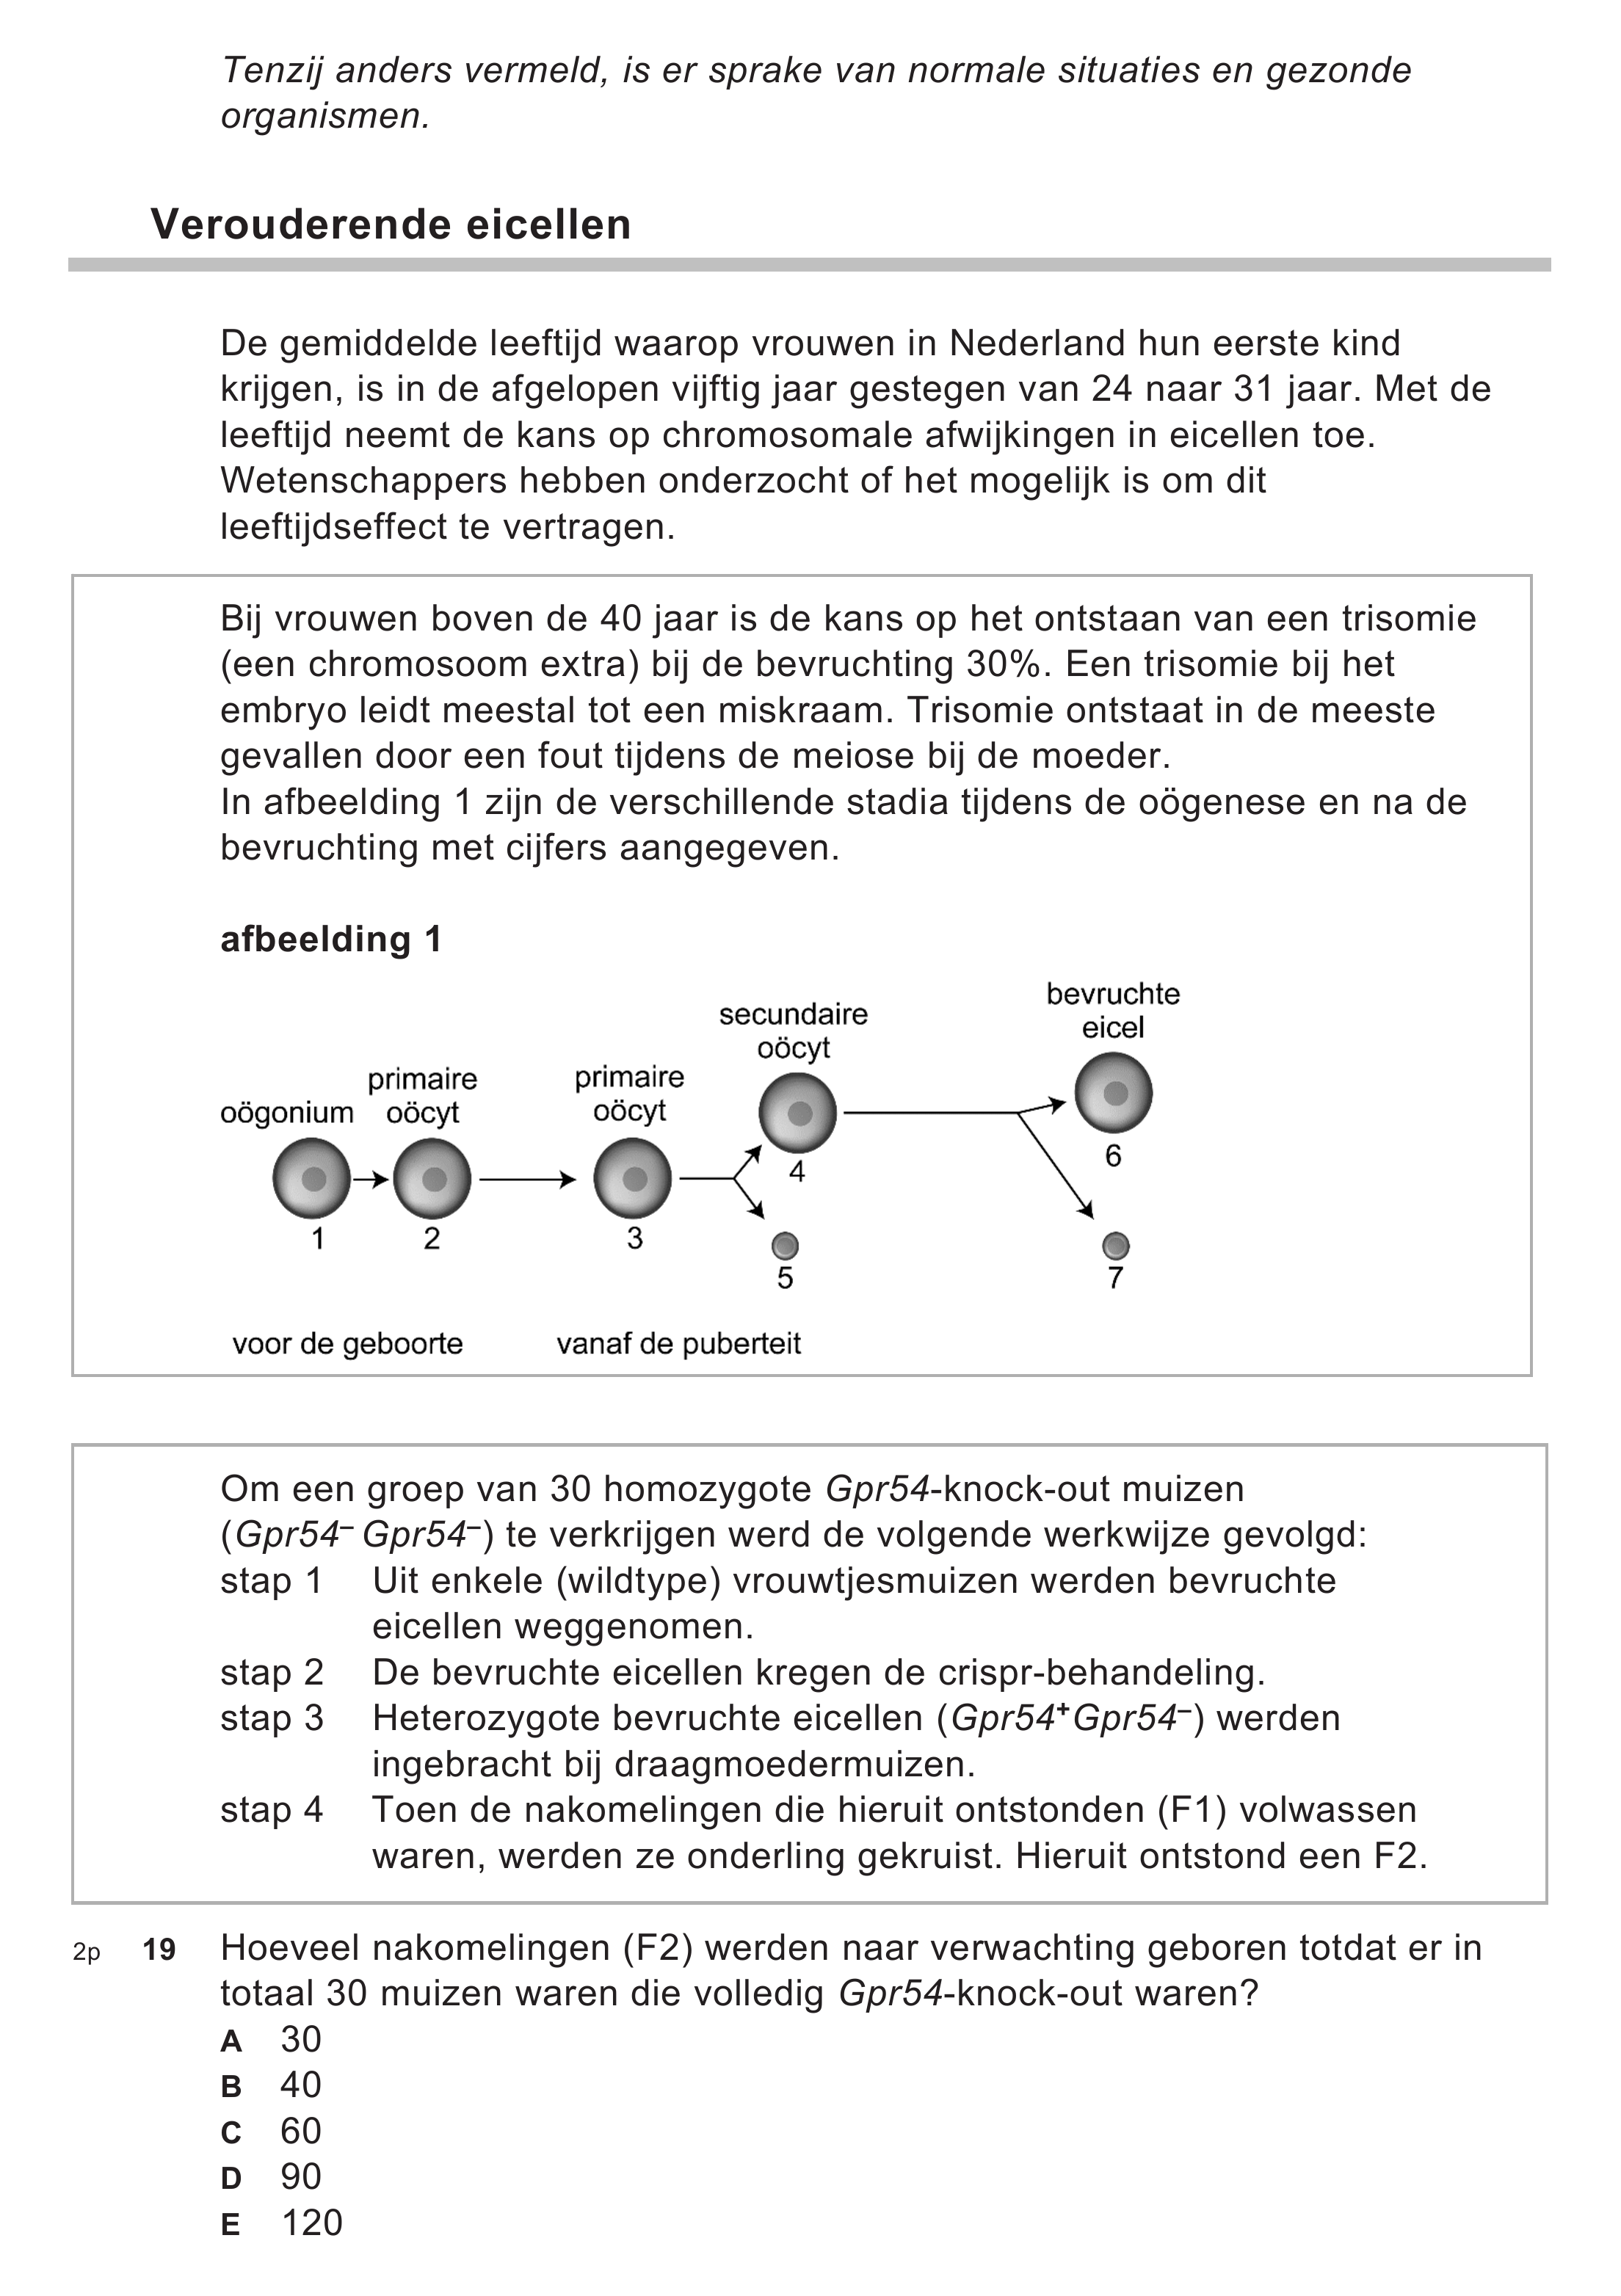 Tenzij anders vermeld, is er sprake van normale situaties en gezonde
organismen.
Verouderende eicellen
De gemiddelde leeftijd waarop vrouwen in Nederland hun eerste kind
krijgen, is in de afgelopen vijftig jaar gestegen van 24 naar 31 jaar. Met de
leeftijd neemt de kans op chromosomale afwijkingen in eicellen toe.
Wetenschappers hebben onderzocht of het mogelijk is om dit
leeftijdseffect te vertragen.
Bij vrouwen boven de 40 jaar is de kans op het ontstaan van een trisomie
(een chromosoom extra) bij de bevruchting 30%. Een trisomie bij het
embryo leidt meestal tot een miskraam. Trisomie ontstaat in de meeste
gevallen door een fout tijdens de meiose bij de moeder.
In afbeelding 1 zijn de verschillende stadia tijdens de oögenese en na de
bevruchting met cijfers aangegeven.
afbeelding 1
oögonium
primaire
oöcyt
primaire
oöcyt
secundaire
oöcyt
bevruchte
eicel
1
2
3
4
5
6
7
voor de geboorte
vanaf de puberteit
Om een groep van 30 homozygote Gpr54-knock-out muizen
(Gpr54⁻ Gpr54⁻) te verkrijgen werd de volgende werkwijze gevolgd:
stap 1 Uit enkele (wildtype) vrouwtjesmuizen werden bevruchte
eicellen weggenomen.
stap 2 De bevruchte eicellen kregen de crispr-behandeling.
stap 3 Heterozygote bevruchte eicellen (Gpr54⁺Gpr54⁻) werden
ingebracht bij draagmoedermuizen.
stap 4 Toen de nakomelingen die hieruit ontstonden (F1) volwassen
waren, werden ze onderling gekruist. Hieruit ontstond een F2.
2p 19 Hoeveel nakomelingen (F2) werden naar verwachting geboren totdat er in
totaal 30 muizen waren die volledig Gpr54-knock-out waren?
A 30
B 40
C 60
D 90
E 120